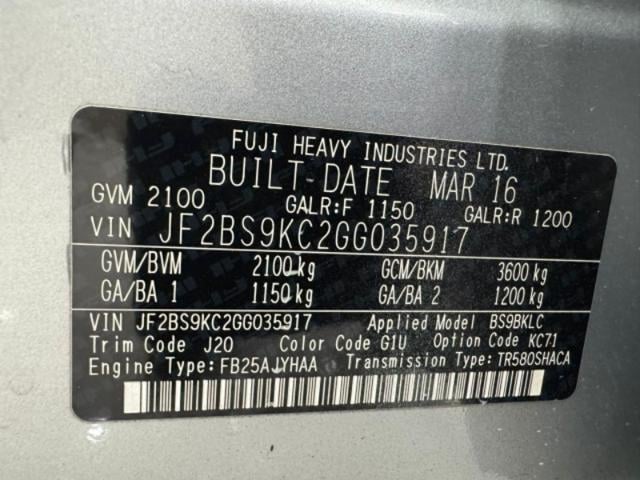 FUJI HEAVY INDUSTRIES LTD.
BUILT-DATE MAR 16
GVM 2100 GALR:F 1150 GALR:R 1200
VIN JF2BS9KC2GG035917
GVM/BVM 2100 kg GCM/BKM 3600 kg
GA/BA 1 1150 kg GA/BA 2 1200 kg
VIN JF2BS9KC2GG035917 Applied Model BS9BKLC
Trim Code J20 Color Code G1U Option Code KC71
Engine Type: FB25AJYHAA Transmission Type: TR580SHACA